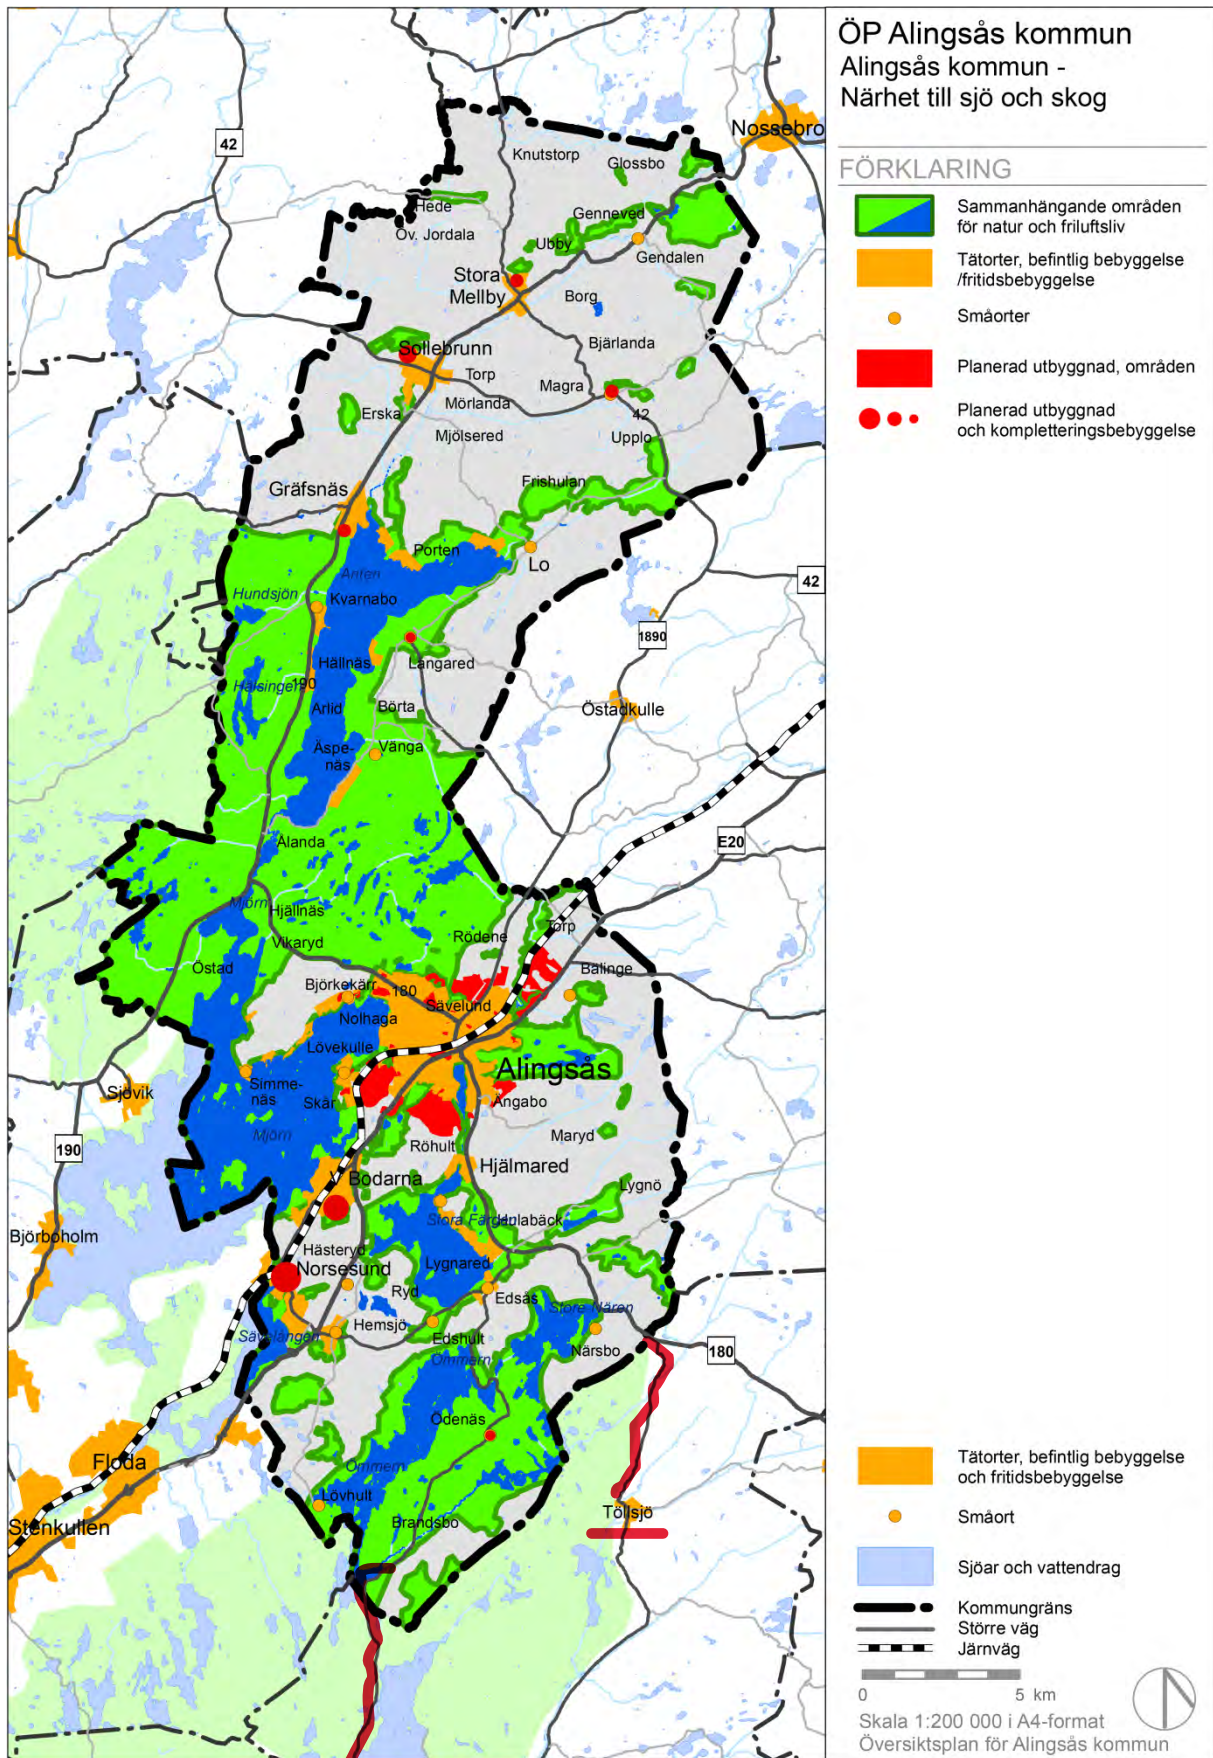 ÖP Alingsås kommun
Alingsås kommun -
Närhet till sjö och skog
FÖRKLARING
Sammanhängande områden
för natur och friluftsliv
Tätorter, befintlig bebyggelse
/fritidsbebyggelse
Småorter
Planerad utbyggnad, områden
Planerad utbyggnad
och kompletteringsbebyggelse
Nossebro
42
Knutstorp
Glossbo
Hede
Genneved
Öv. Jordala
Ubby
Gendalen
Stora
Mellby
Borg
Bjärlanda
Sollebrunn
Torp
Magra
Mörlanda
42
Erska
Mjölsered
Upplo
Gräfsnäs
Frishulan
Porten
Lo
Anten
42
Hundsjön
Kvarnabo
1890
Hällnäs
Långared
Hälsingen
190
Arlid
Börta
Östadkulle
Äspe-
näs
Vänga
Ålanda
E20
Mjörn
Hjällnäs
Vikaryd
Rödene
Torp
Östad
Bälinge
Björkekärr
180
Sävelund
Nolhaga
Lövekulle
Alingsås
Simme-
näs
Skår
Ängabo
Sjövik
Mjörn
Maryd
190
Röhult
Hjälmared
V Bodarna
Lygnö
Stora Färgen
Hulabäck
Björboholm
Hästeryd
Lygnared
Norsesund
Ryd
Edsås
Store Nären
Sävelången
Hemsjö
Edshult
Närsbo
180
Ömmern
Ödenäs
Floda
Ömmern
Lövhult
Töllsjö
Stenkullen
Brandsbo
Tätorter, befintlig bebyggelse
och fritidsbebyggelse
Småort
Sjöar och vattendrag
Kommungräns
Större väg
Järnväg
0 5 km
Skala 1:200 000 i A4-format
Översiktsplan för Alingsås kommun